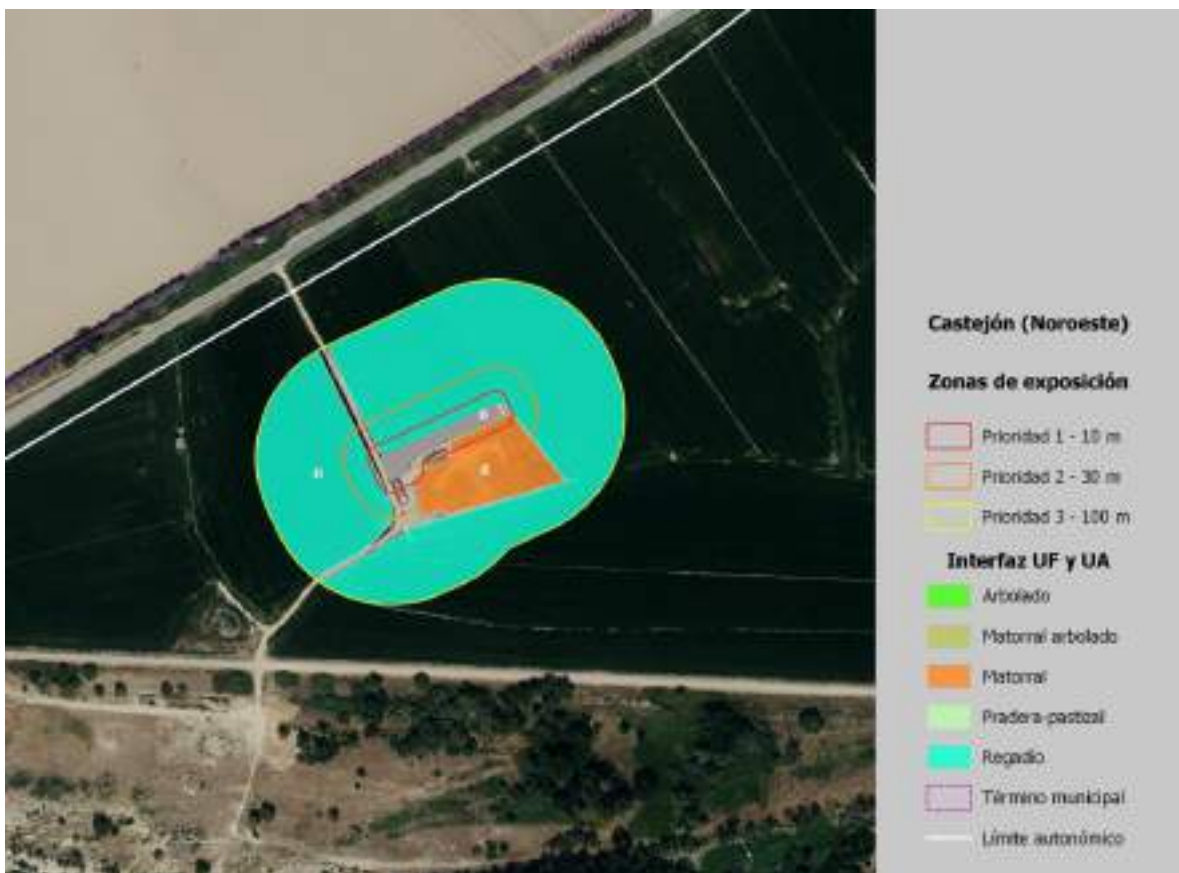 Castejón (Noroeste)
Zonas de exposición
Prioridad 1 - 10 m
Prioridad 2 - 30 m
Prioridad 3 - 100 m
Interfaz UF y UA
Arbolado
Matorral arbolado
Matorral
Pradera-pastizal
Regadío
Término municipal
Límite autonómico